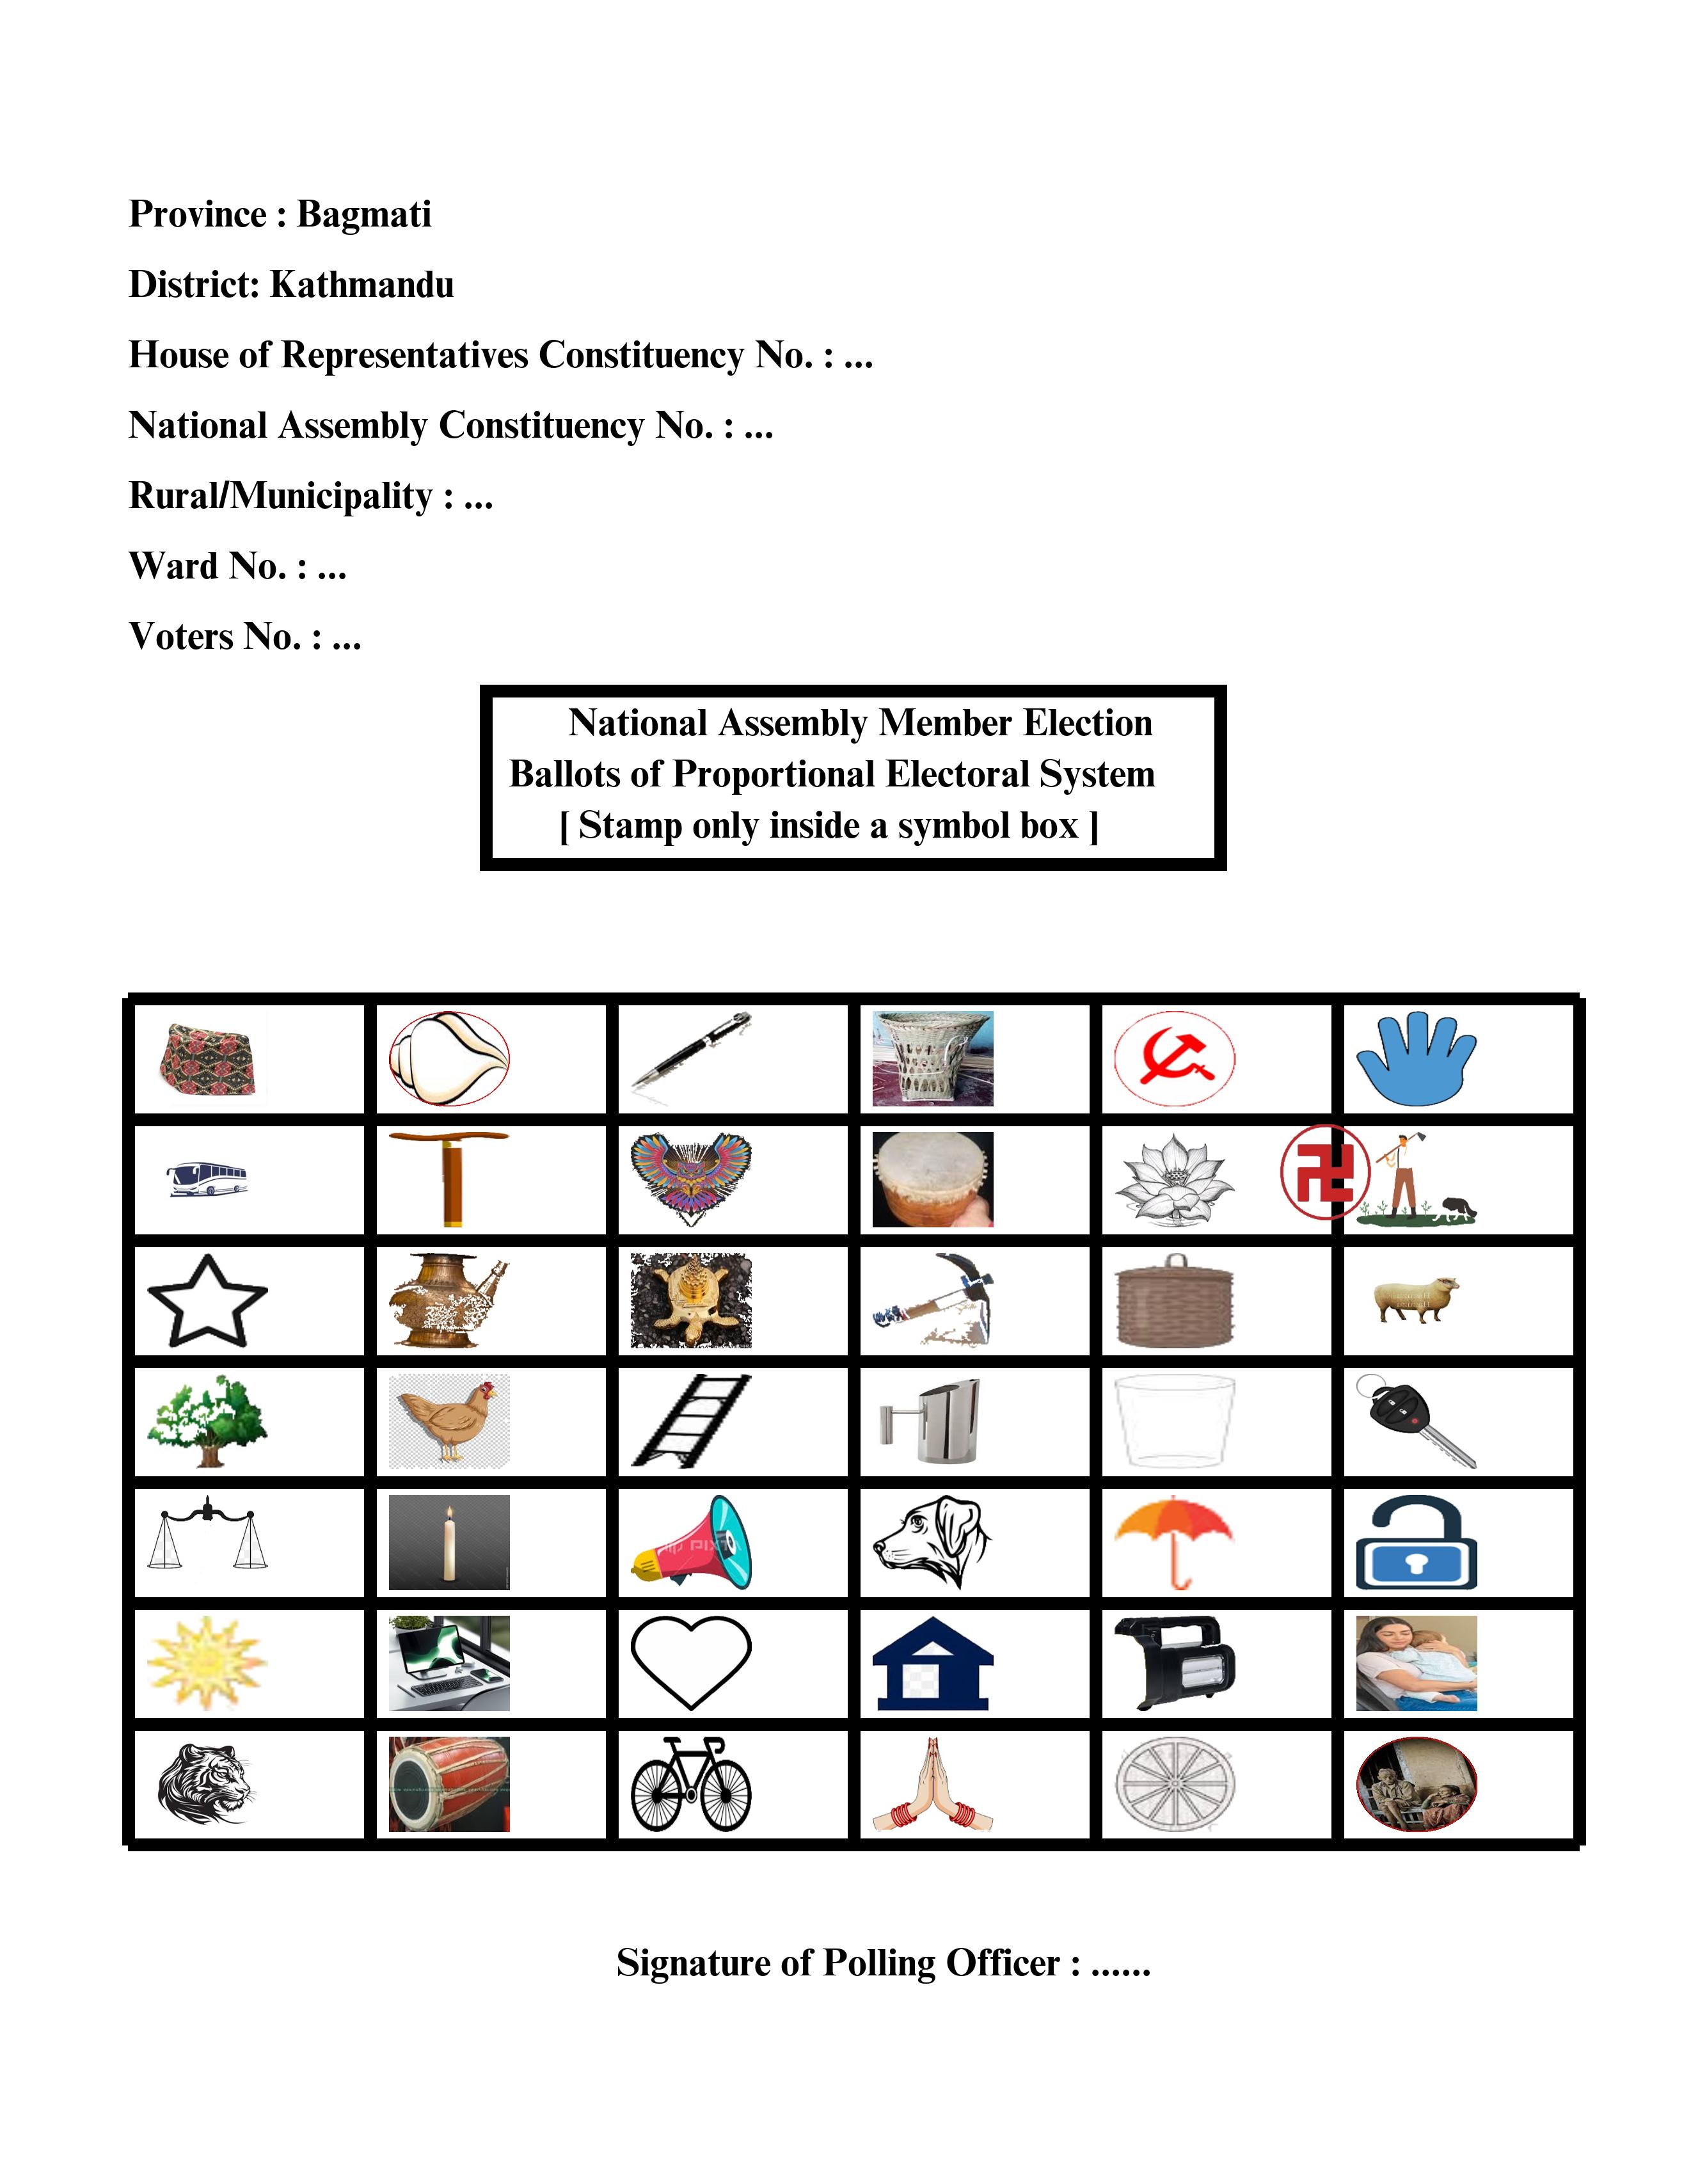 Province : Bagmati
District: Kathmandu
House of Representatives Constituency No. : ...
National Assembly Constituency No. : ...
Rural/Municipality : ...
Ward No. : ...
Voters No. : ...
National Assembly Member Election
Ballots of Proportional Electoral System
[ Stamp only inside a symbol box ]
PIXTA
Signature of Polling Officer : ......